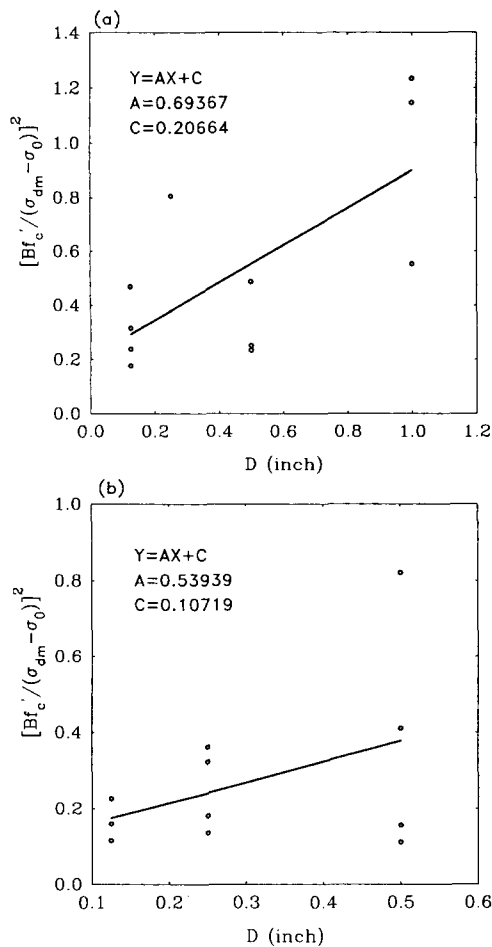 (a)
1.4
1.2
1.0
0.8
0.6
0.4
0.2
0.0
[Bf_c'/(σ_dm−σ_0)]^2
Y=AX+C
A=0.69367
C=0.20664
0.0 0.2 0.4 0.6 0.8 1.0 1.2
D (inch)
(b)
1.0
0.8
0.6
0.4
0.2
0.0
[Bf_c'/(σ_dm−σ_0)]^2
Y=AX+C
A=0.53939
C=0.10719
0.1 0.2 0.3 0.4 0.5 0.6
D (inch)